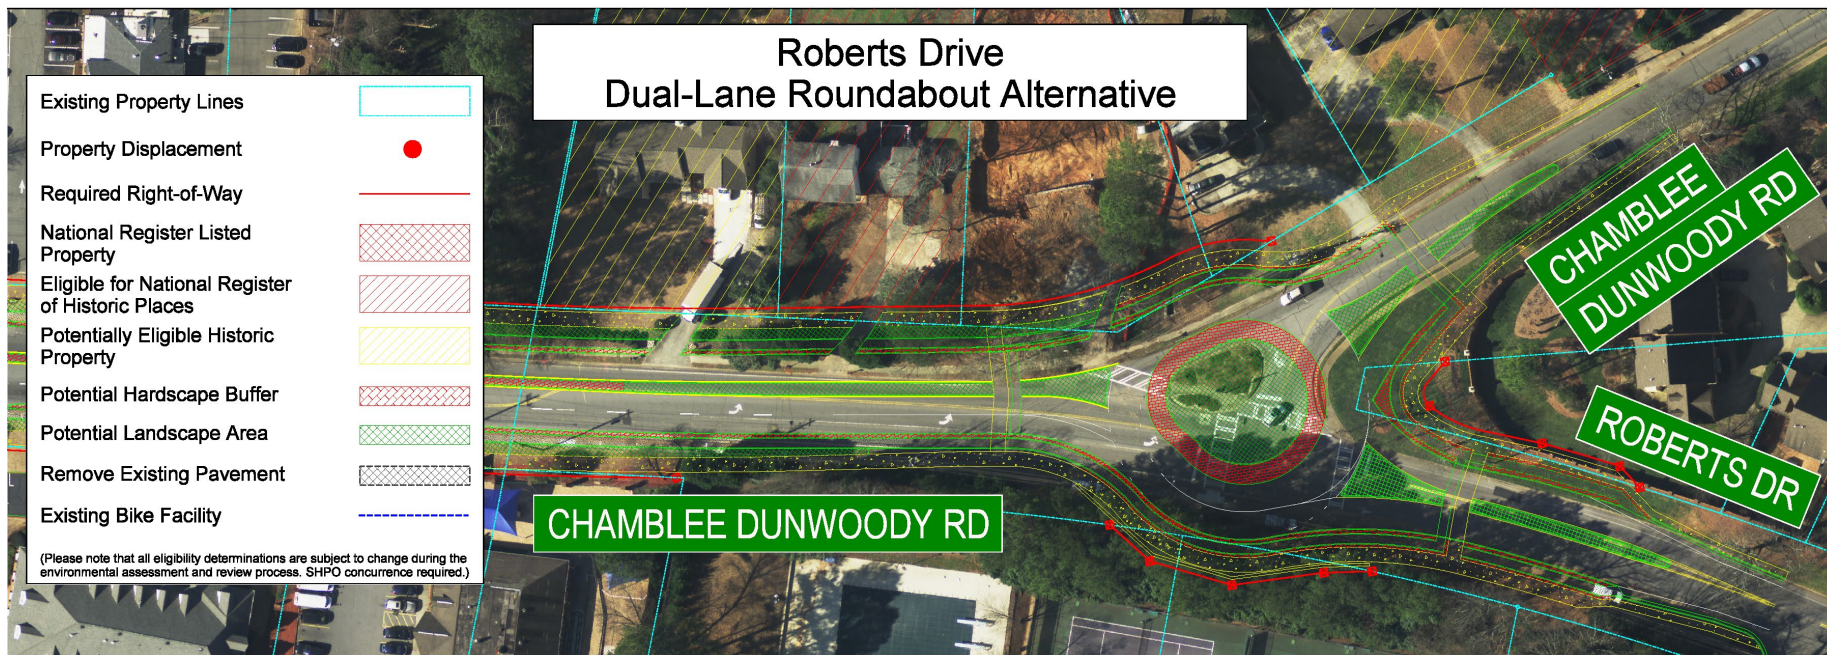 Roberts Drive
Dual-Lane Roundabout Alternative
Existing Property Lines
Property Displacement
Required Right-of-Way
National Register Listed
Property
Eligible for National Register
of Historic Places
Potentially Eligible Historic
Property
Potential Hardscape Buffer
Potential Landscape Area
Remove Existing Pavement
Existing Bike Facility
(Please note that all eligibility determinations are subject to change during the
environmental assessment and review process. SHPO concurrence required.)
CHAMBLEE
DUNWOODY RD
ROBERTS DR
CHAMBLEE DUNWOODY RD